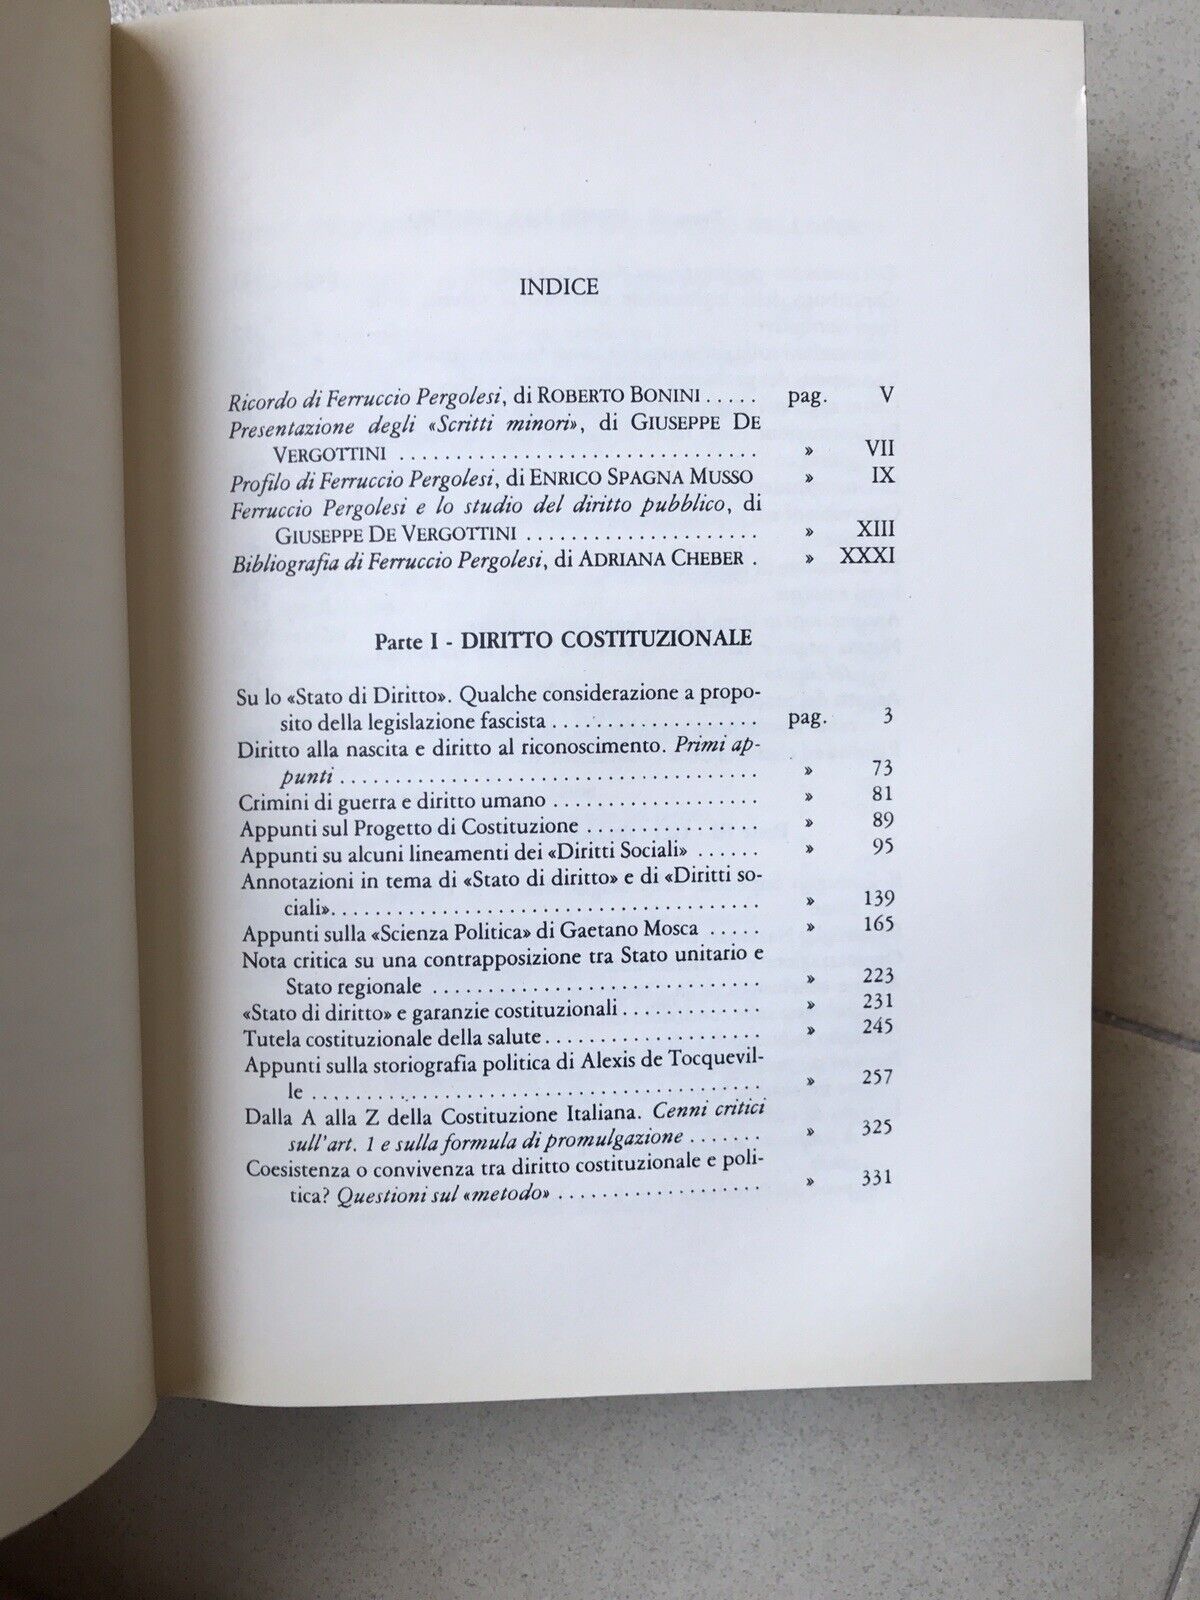 INDICE
Ricordo di Ferruccio Pergolesi, di ROBERTO BONINI ..... pag. V
Presentazione degli «Scritti minori», di GIUSEPPE DE
VERGOTTINI .................................. » VII
Profilo di Ferruccio Pergolesi, di ENRICO SPAGNA MUSSO » IX
Ferruccio Pergolesi e lo studio del diritto pubblico, di
GIUSEPPE DE VERGOTTINI ...................... » XIII
Bibliografia di Ferruccio Pergolesi, di ADRIANA CHEBER . » XXXI
Parte I - DIRITTO COSTITUZIONALE
Su lo «Stato di Diritto». Qualche considerazione a propo-
sito della legislazione fascista ................... pag. 3
Diritto alla nascita e diritto al riconoscimento. Primi ap-
punti ........................................ » 73
Crimini di guerra e diritto umano ................... » 81
Appunti sul Progetto di Costituzione ................ » 89
Appunti su alcuni lineamenti dei «Diritti Sociali» ...... » 95
Annotazioni in tema di «Stato di diritto» e di «Diritti so-
ciali»........................................ » 139
Appunti sulla «Scienza Politica» di Gaetano Mosca ..... » 165
Nota critica su una contrapposizione tra Stato unitario e
Stato regionale .............................. » 223
«Stato di diritto» e garanzie costituzionali ............. » 231
Tutela costituzionale della salute .................... » 245
Appunti sulla storiografia politica di Alexis de Tocquevil-
le .......................................... » 257
Dalla A alla Z della Costituzione Italiana. Cenni critici
sull'art. 1 e sulla formula di promulgazione ....... » 325
Coesistenza o convivenza tra diritto costituzionale e poli-
tica? Questioni sul «metodo» ................... » 331